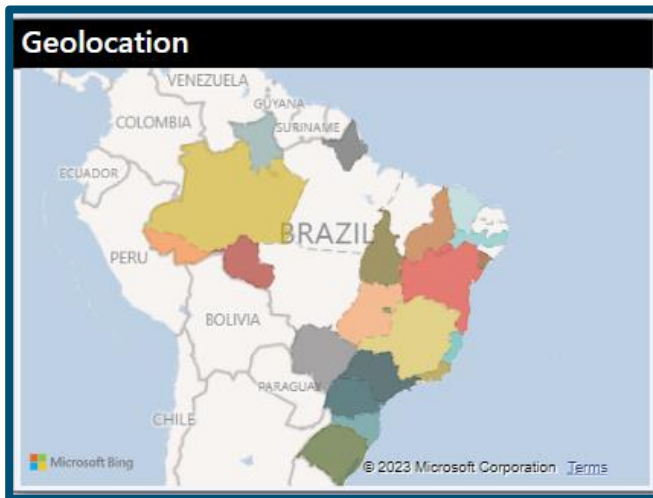 Geolocation
VENEZUELA
GUYANA
COLOMBIA
SURINAME
ECUADOR
BRAZIL
PERU
BOLIVIA
PARAGUAY
CHILE
Microsoft Bing
© 2023 Microsoft Corporation Terms